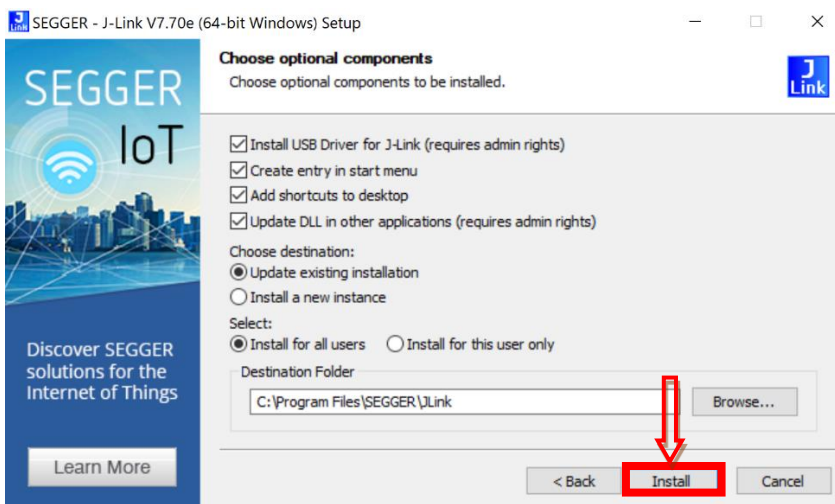 J Link SEGGER - J-Link V7.70e (64-bit Windows) Setup
SEGGER
IoT
Discover SEGGER
solutions for the
Internet of Things
Learn More
Choose optional components
Choose optional components to be installed.
J
Link
Install USB Driver for J-Link (requires admin rights)
Create entry in start menu
Add shortcuts to desktop
Update DLL in other applications (requires admin rights)
Choose destination:
Update existing installation
Install a new instance
Select:
Install for all users Install for this user only
Destination Folder
C:\Program Files\SEGGER\JLink Browse...
< Back Install Cancel